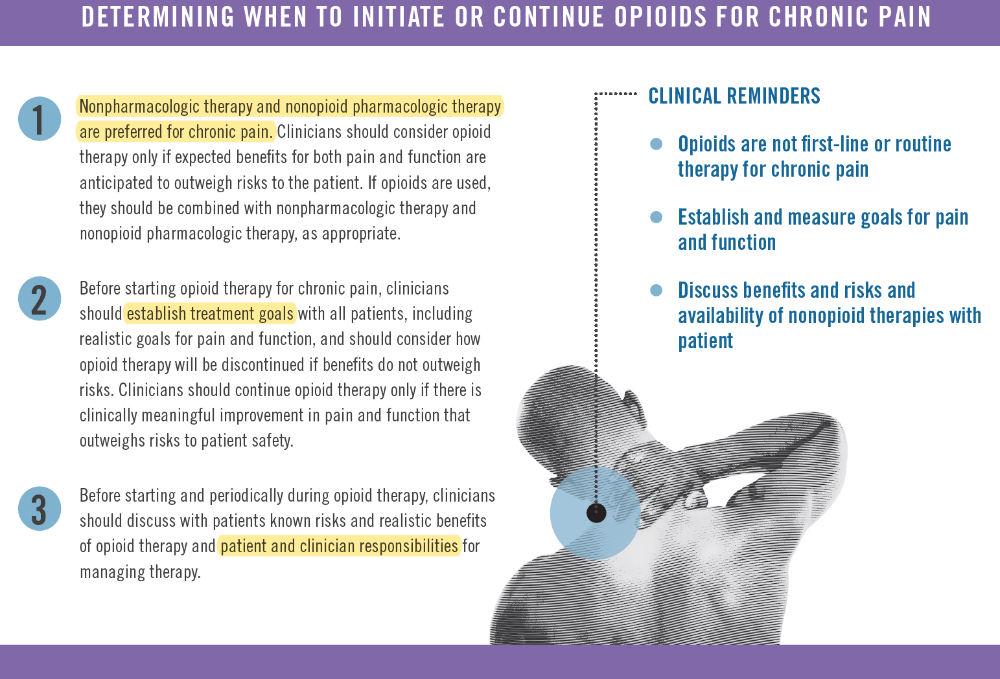 DETERMINING WHEN TO INITIATE OR CONTINUE OPIOIDS FOR CHRONIC PAIN
1
Nonpharmacologic therapy and nonopioid pharmacologic therapy
are preferred for chronic pain. Clinicians should consider opioid
therapy only if expected benefits for both pain and function are
anticipated to outweigh risks to the patient. If opioids are used,
they should be combined with nonpharmacologic therapy and
nonopioid pharmacologic therapy, as appropriate.
2
Before starting opioid therapy for chronic pain, clinicians
should establish treatment goals with all patients, including
realistic goals for pain and function, and should consider how
opioid therapy will be discontinued if benefits do not outweigh
risks. Clinicians should continue opioid therapy only if there is
clinically meaningful improvement in pain and function that
outweighs risks to patient safety.
3
Before starting and periodically during opioid therapy, clinicians
should discuss with patients known risks and realistic benefits
of opioid therapy and patient and clinician responsibilities for
managing therapy.
CLINICAL REMINDERS
Opioids are not first-line or routine
therapy for chronic pain
Establish and measure goals for pain
and function
Discuss benefits and risks and
availability of nonopioid therapies with
patient